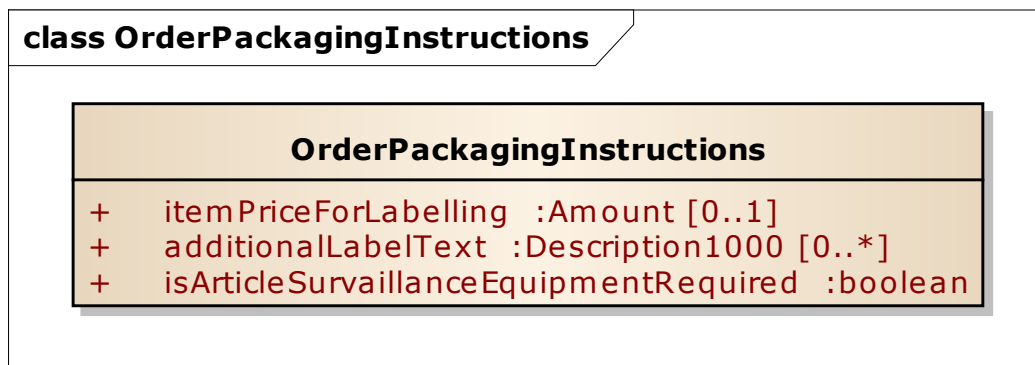 class OrderPackagingInstructions
OrderPackagingInstructions
+ itemPriceForLabelling :Amount [0..1]
+ additionalLabelText :Description1000 [0..*]
+ isArticleSurvaillanceEquipmentRequired :boolean